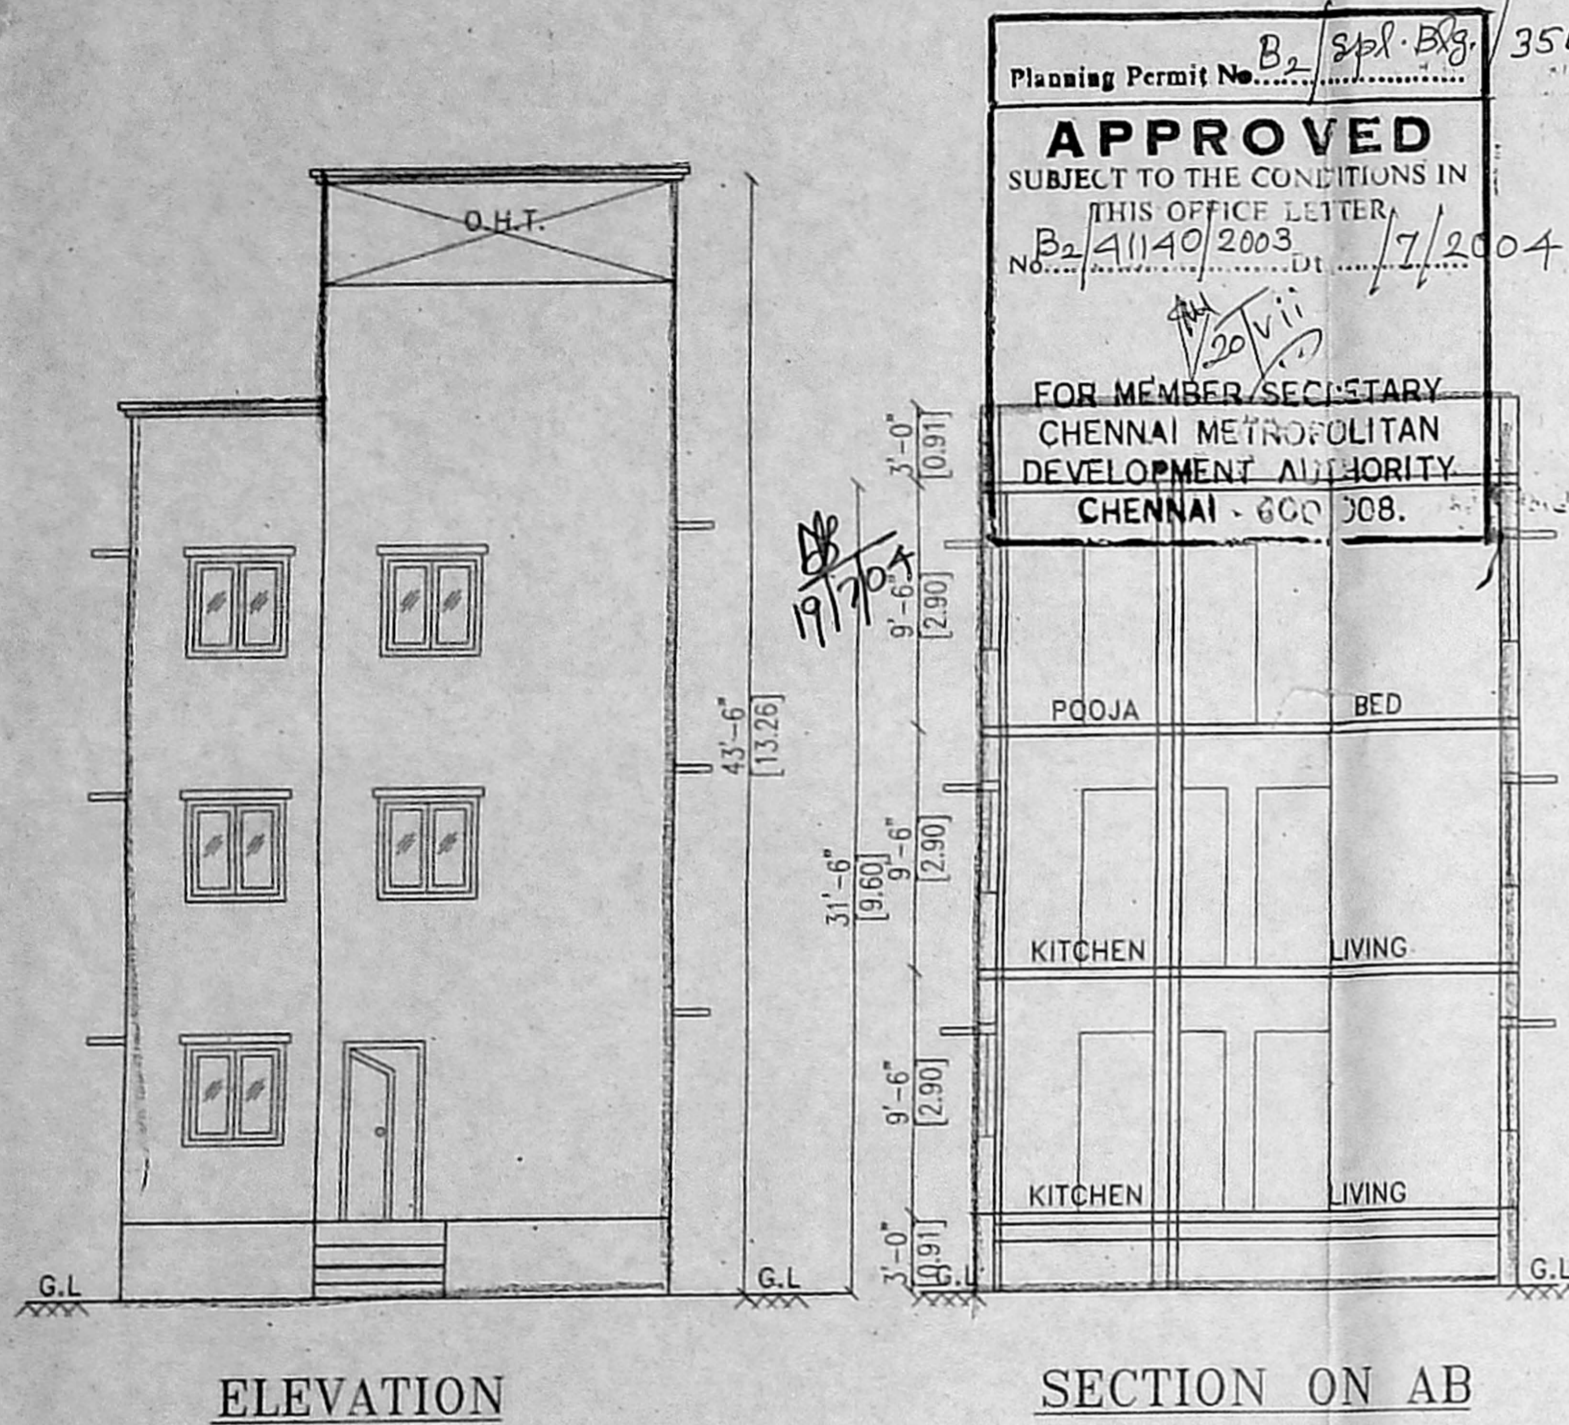 Planning Permit No. B2/Spl.Blg./35
APPROVED
SUBJECT TO THE CONDITIONS IN
THIS OFFICE LETTER
No. B2/41140/2003 Dt /7/2004
20/vii
FOR MEMBER SECRETARY
CHENNAI METROPOLITAN
DEVELOPMENT AUTHORITY
CHENNAI - 600 008.
O.H.T.
43'-6"
[13.26]
G.L
G.L
ELEVATION
19/7/04
31'-6"
[9.60]
3'-0"
[0.91]
9'-6"
[2.90]
9'-6"
[2.90]
9'-6"
[2.90]
3'-0"
[0.91]
POOJA
BED
KITCHEN
LIVING
KITCHEN
LIVING
G.L
G.L
SECTION ON AB